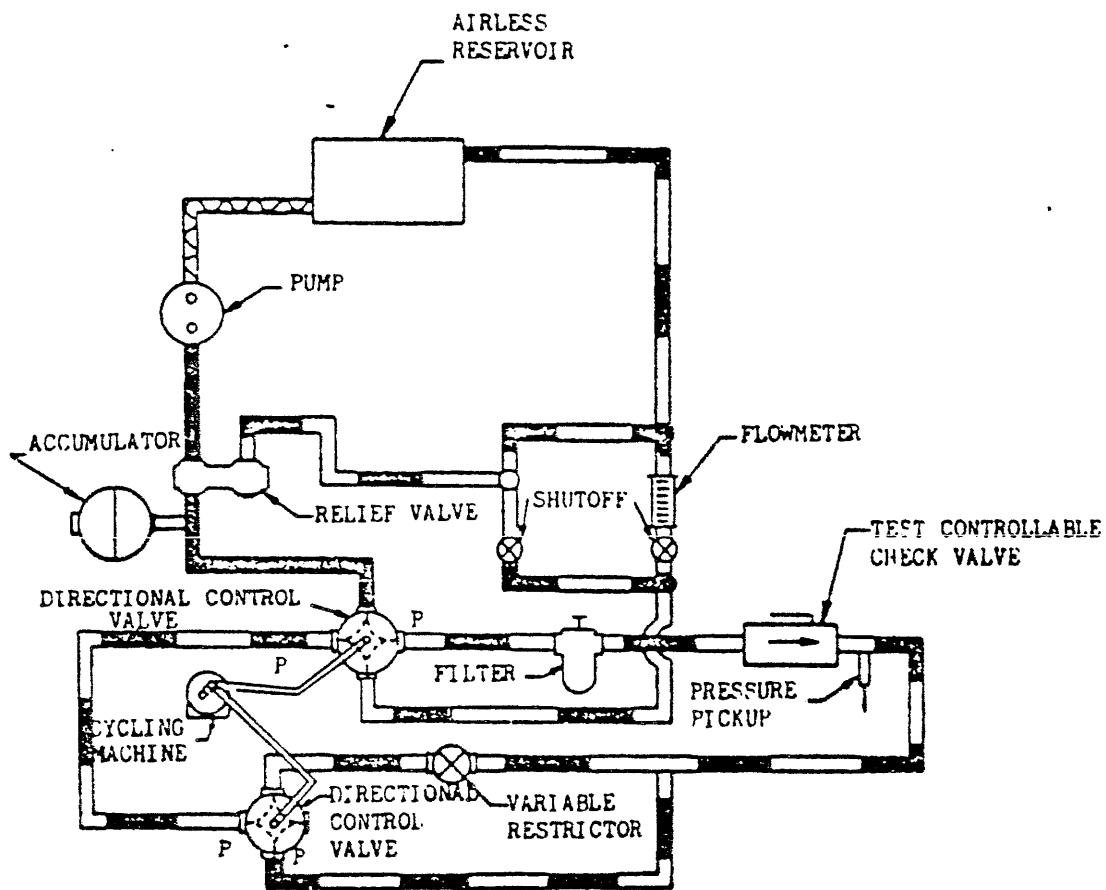 AIRLESS
RESERVOIR
PUMP
ACCUMULATOR
FLOWMETER
SHUTOFF
RELIEF VALVE
TEST CONTROLLABLE
CHECK VALVE
DIRECTIONAL CONTROL
VALVE
P
P
FILTER
PRESSURE
PICKUP
CYCLING
MACHINE
DIRECTIONAL
CONTROL
VALVE
VARIABLE
RESTRICTOR
P
P